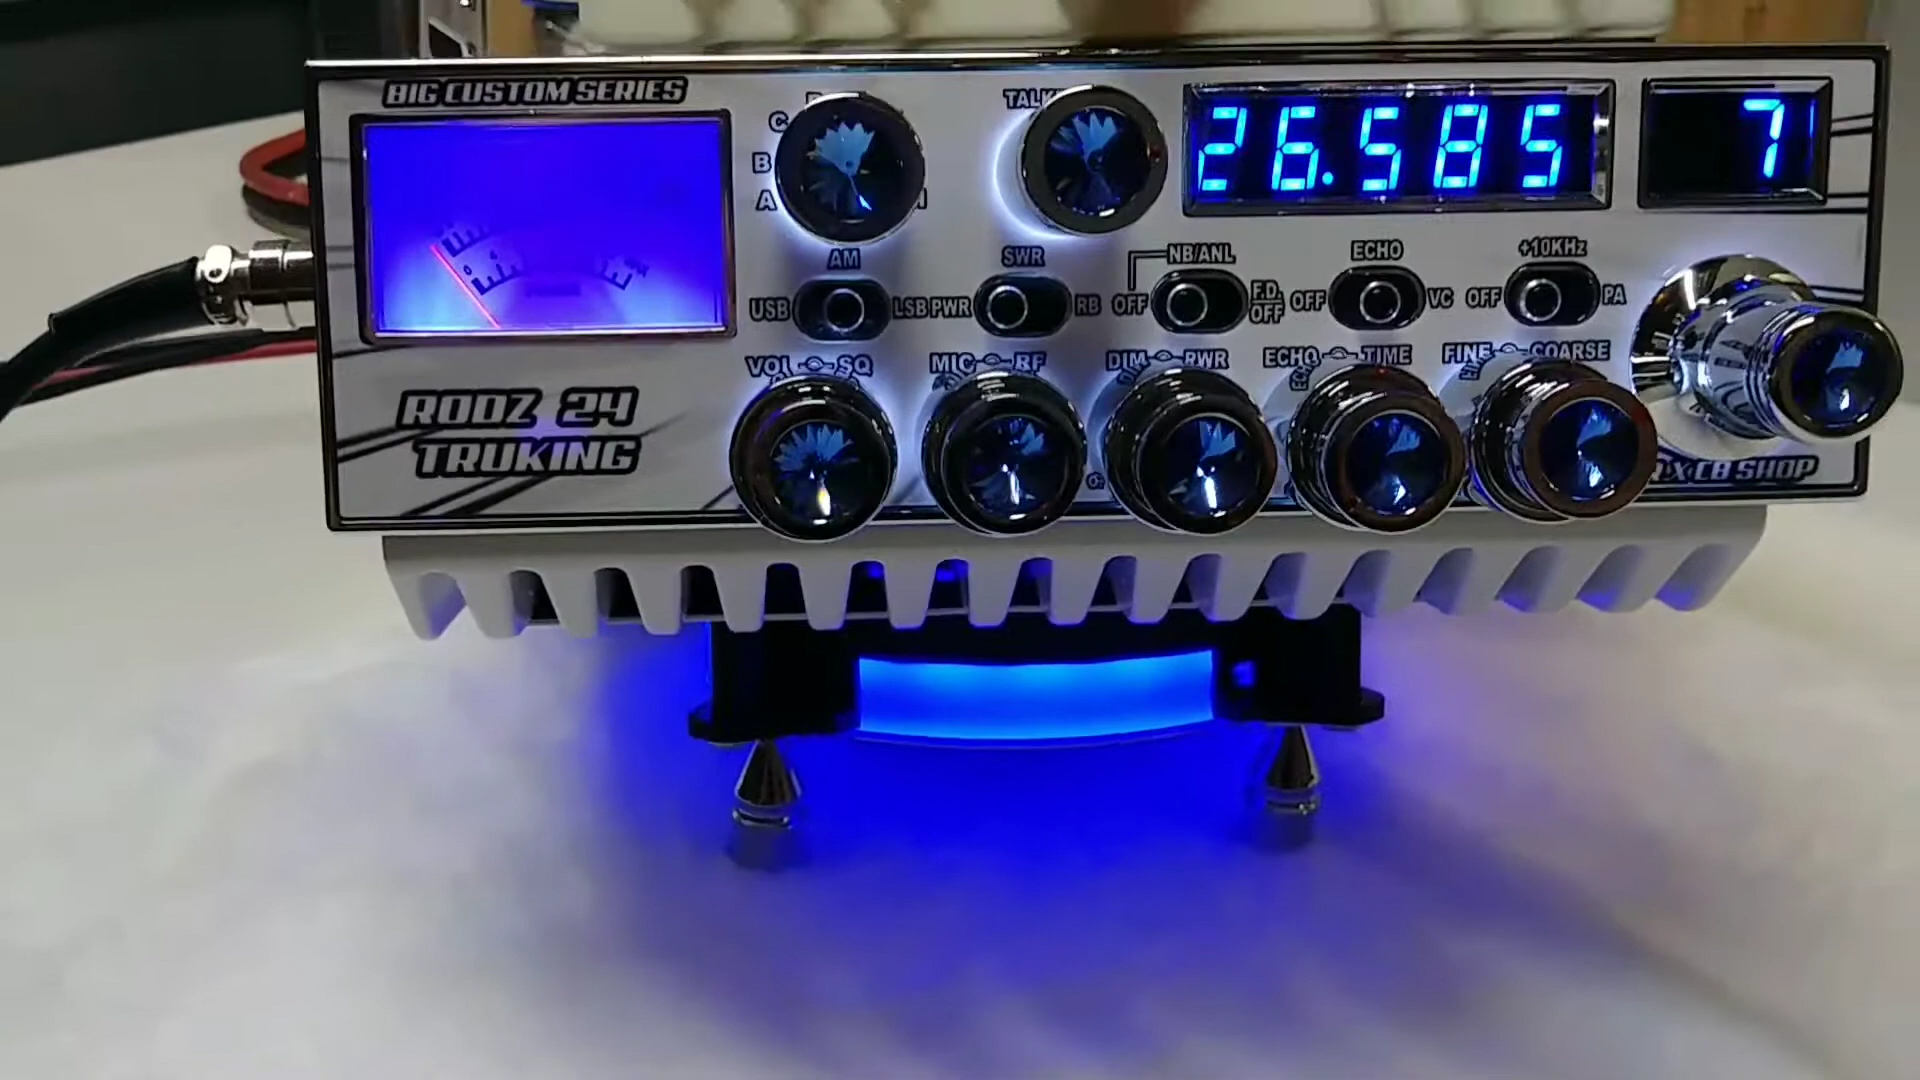 BIG CUSTOM SERIES
C
B
A
TALK
26.585
7
AM
USB
LSB
SWR
PWR
RB
NB/ANL
OFF
F.D.
OFF
ECHO
OFF
VC
+10KHz
OFF
PA
VOL SQ
MIC RF
DIM RWR
ECHO TIME
FINE COARSE
RODZ 24
TRUKING
X CB SHOP